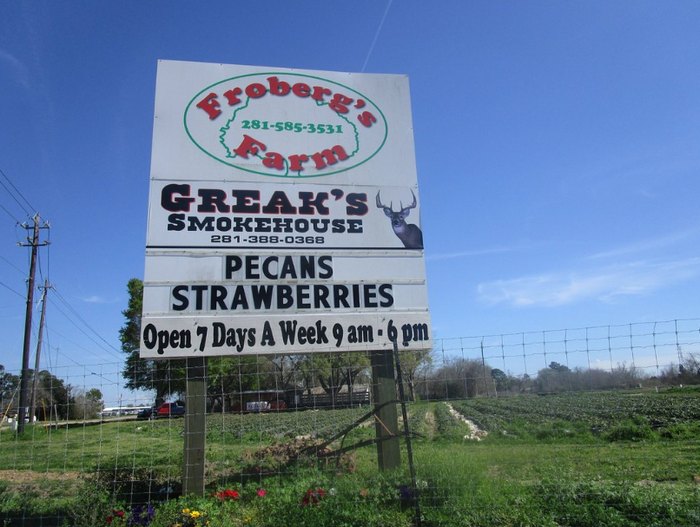 Froberg's
281-585-3531
Farm
GREAK'S
SMOKEHOUSE
281-388-0368
PECANS
STRAWBERRIES
Open 7 Days A Week 9 am - 6 pm